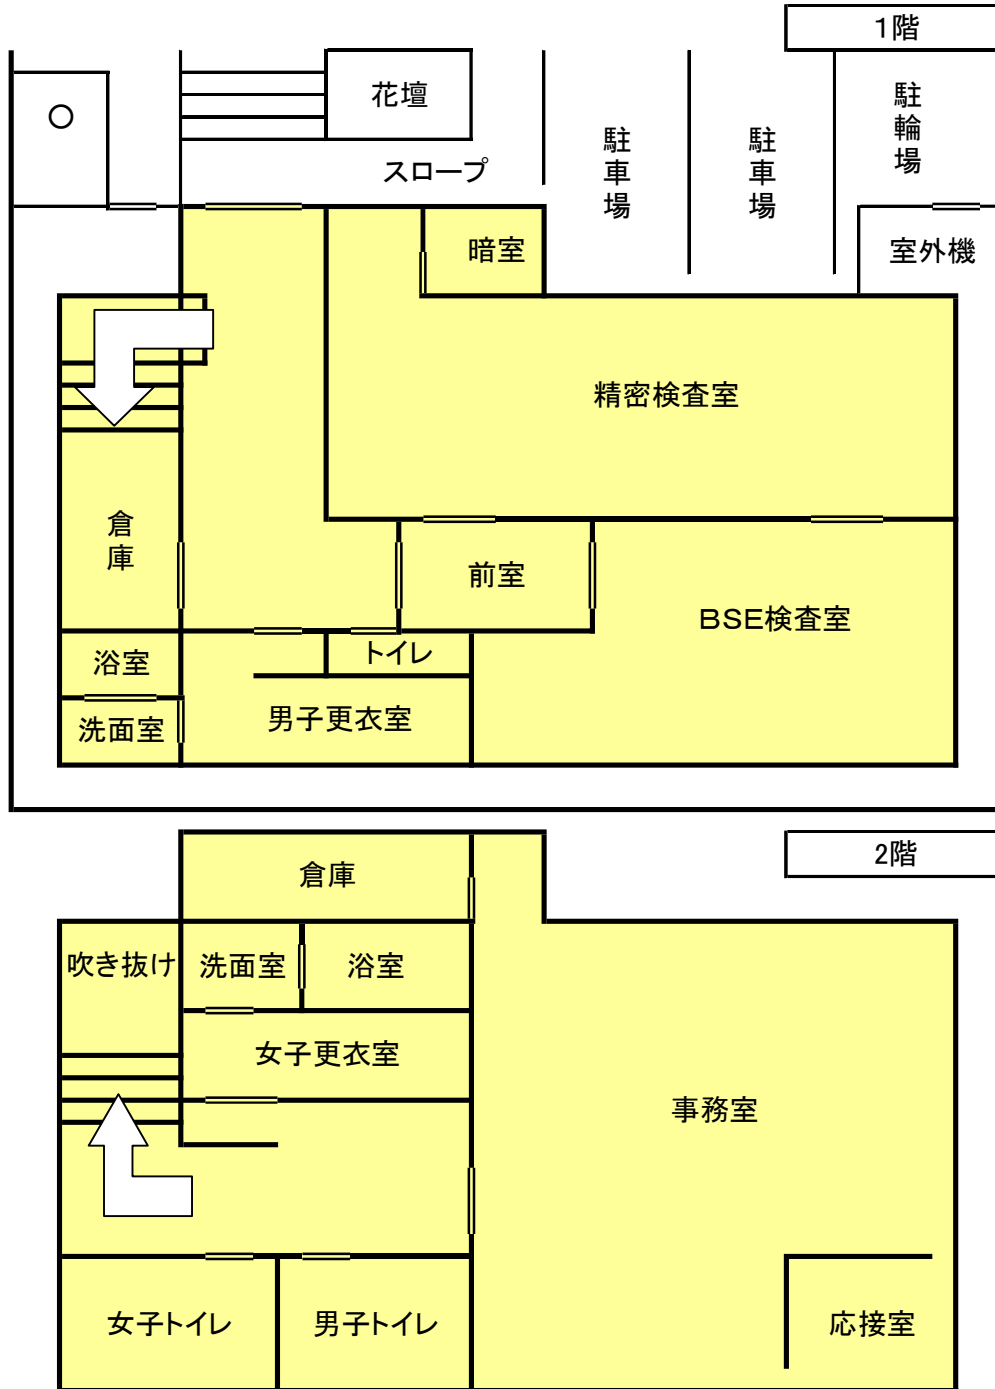 1階
花壇
スロープ
駐車場
駐車場
駐輪場
室外機
暗室
精密検査室
倉庫
前室
BSE検査室
浴室
トイレ
洗面室
男子更衣室
2階
倉庫
吹き抜け
洗面室
浴室
女子更衣室
事務室
女子トイレ
男子トイレ
応接室